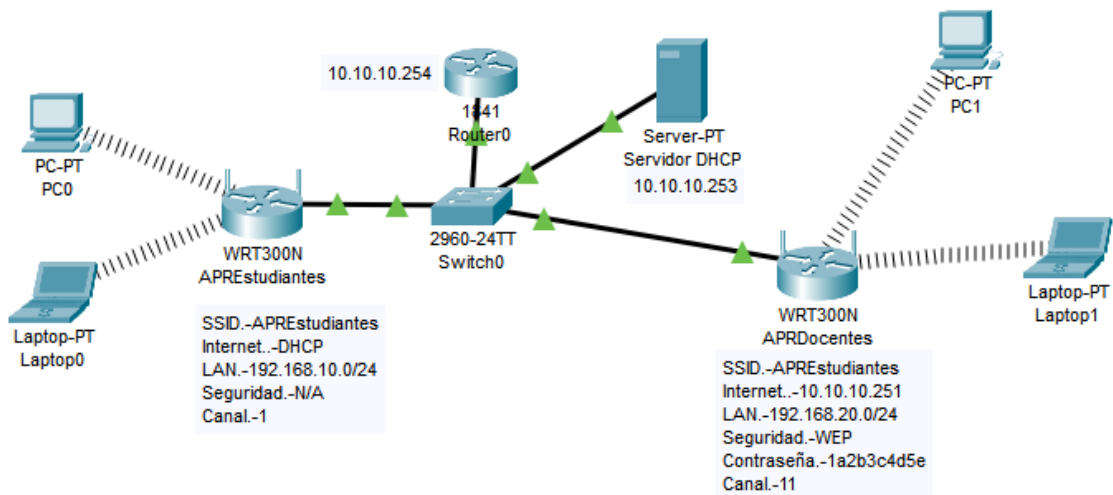 10.10.10.254
1841
Router0
PC-PT
PC0
Server-PT
Servidor DHCP
10.10.10.253
PC-PT
PC1
2960-24TT
Switch0
WRT300N
APREstudiantes
Laptop-PT
Laptop0
SSID.-APREstudiantes
Internet..-DHCP
LAN.-192.168.10.0/24
Seguridad.-N/A
Canal.-1
WRT300N
APRDocentes
Laptop-PT
Laptop1
SSID.-APREstudiantes
Internet..-10.10.10.251
LAN.-192.168.20.0/24
Seguridad.-WEP
Contraseña.-1a2b3c4d5e
Canal.-11